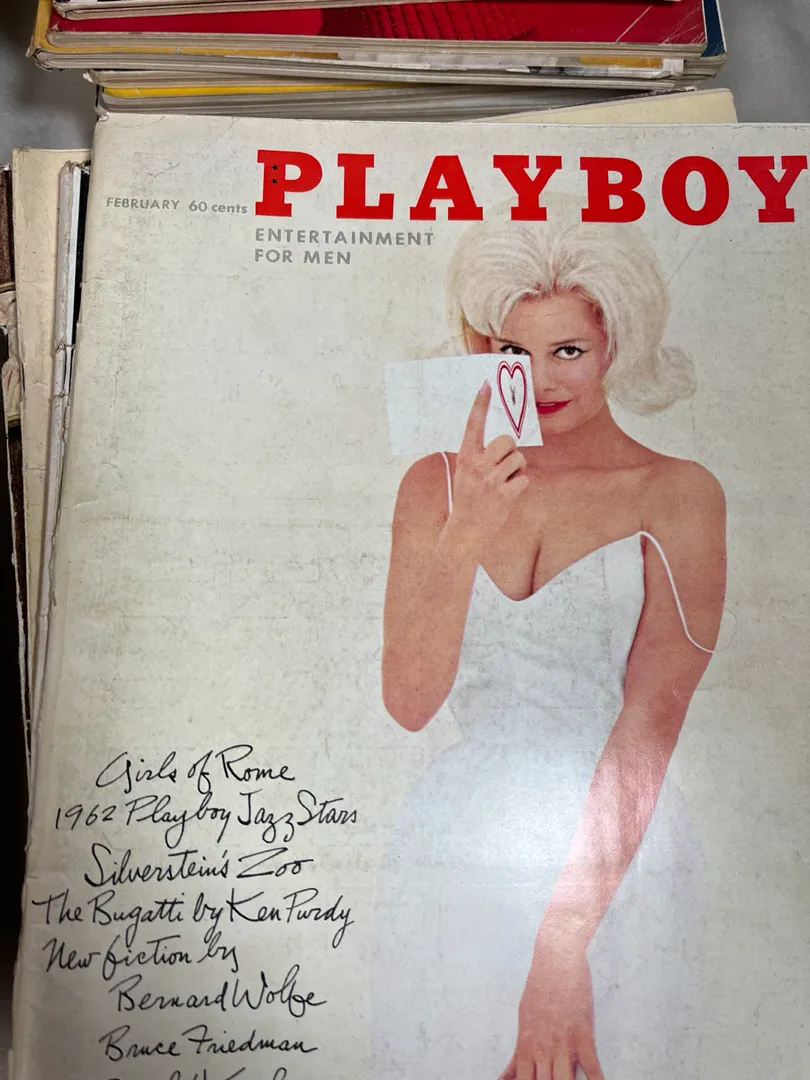 PLAYBOY
FEBRUARY 60 cents
ENTERTAINMENT
FOR MEN
Girls of Rome
1962 Playboy Jazz Stars
Silverstein's Zoo
The Bugatti by Ken Purdy
New fiction by
Bernard Wolfe
Bruce Friedman